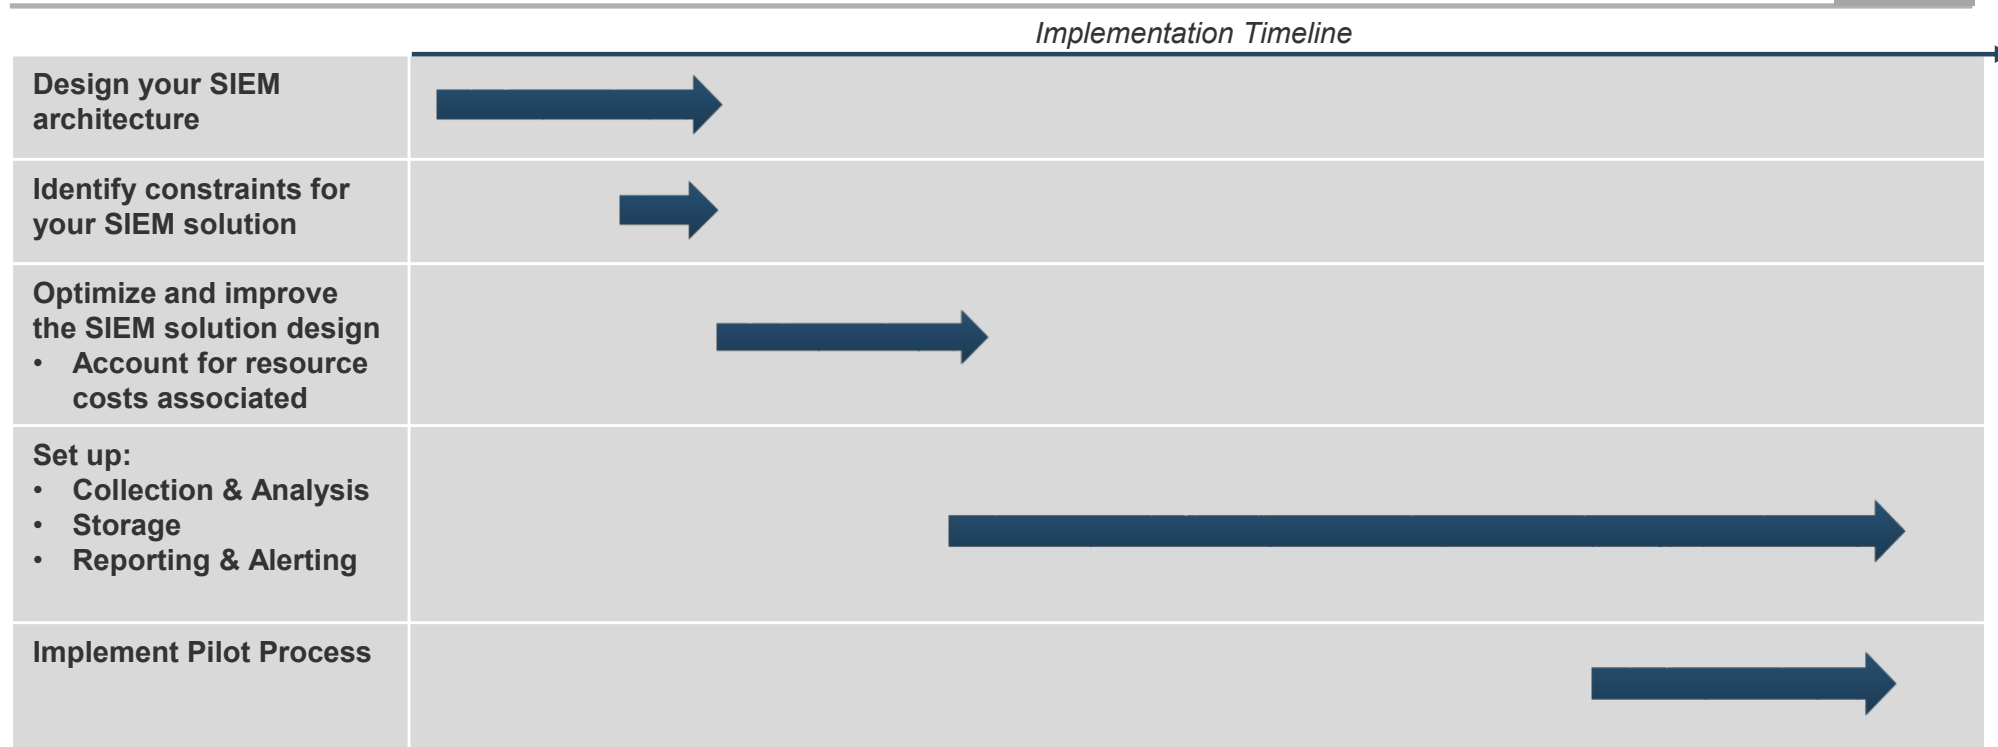 Implementation Timeline
Design your SIEM
architecture
Identify constraints for
your SIEM solution
Optimize and improve
the SIEM solution design
• Account for resource
costs associated
Set up:
• Collection & Analysis
• Storage
• Reporting & Alerting
Implement Pilot Process